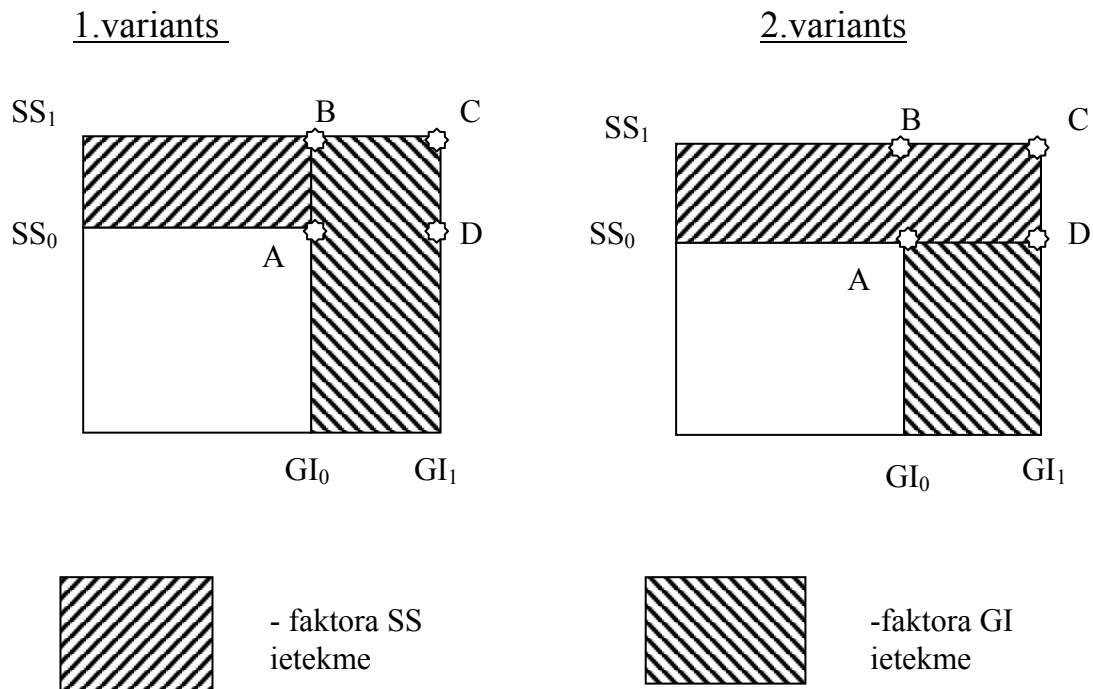 1.variants
2.variants
SS₁
B
C
SS₀
A
D
GI₀
GI₁
SS₁
B
C
SS₀
A
D
GI₀
GI₁
- faktora SS
ietekme
-faktora GI
ietekme